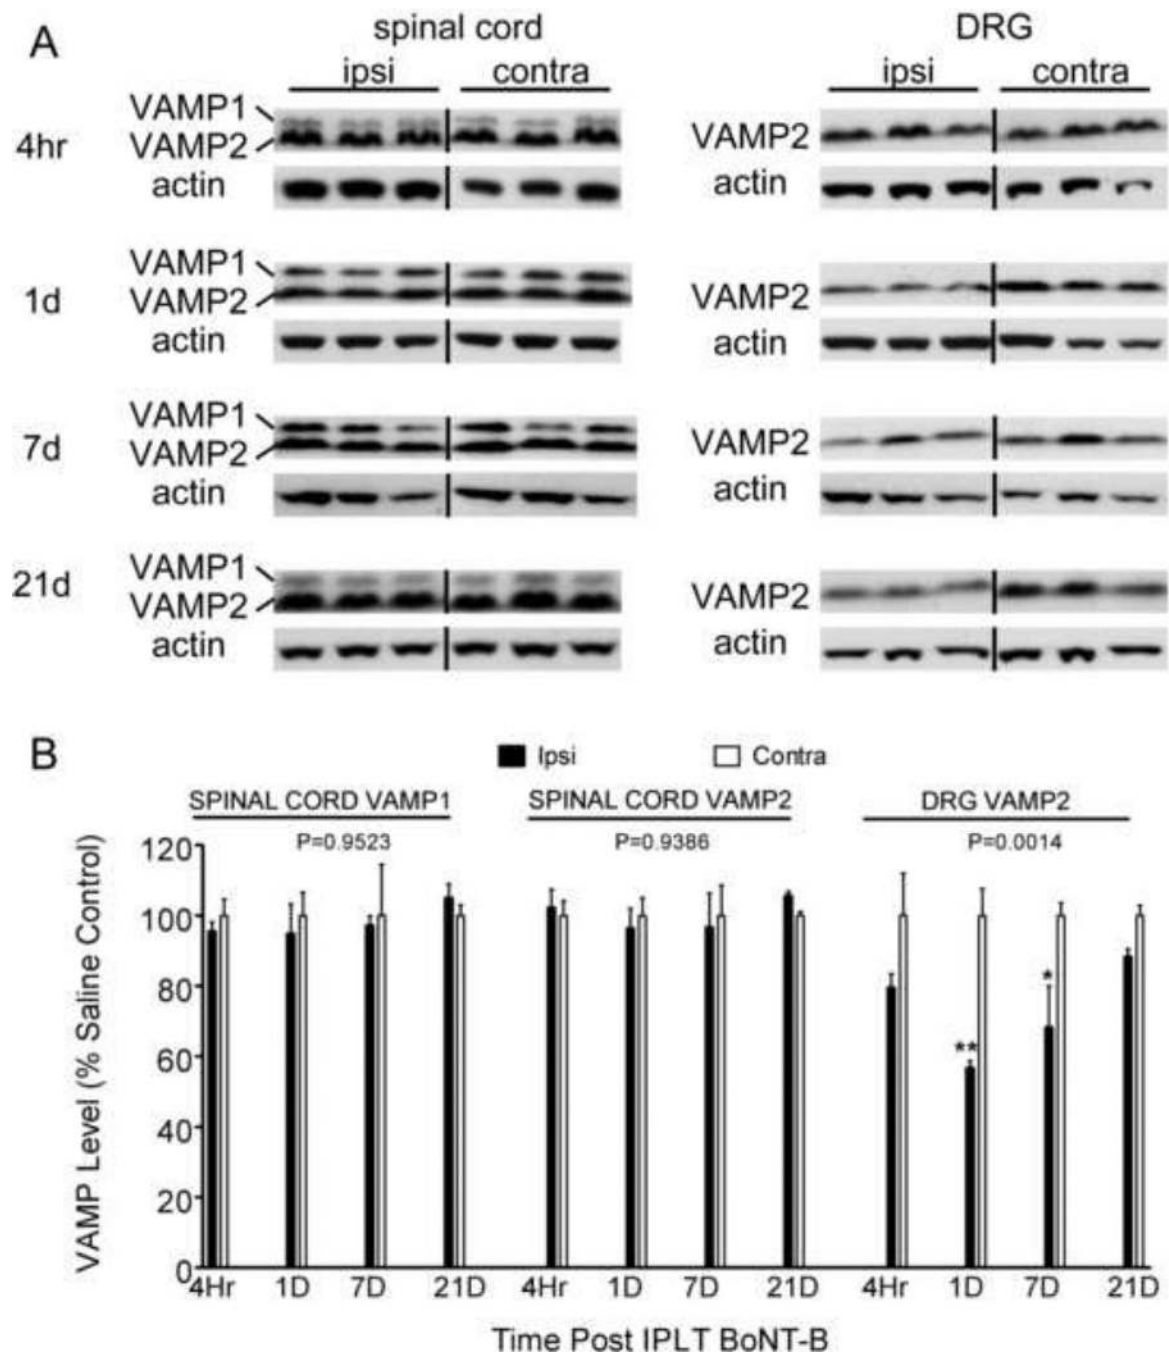 A
spinal cord
DRG
ipsi
contra
ipsi
contra
4hr
VAMP1
VAMP2
actin
VAMP2
actin
1d
VAMP1
VAMP2
actin
VAMP2
actin
7d
VAMP1
VAMP2
actin
VAMP2
actin
21d
VAMP1
VAMP2
actin
VAMP2
actin
B
Ipsi
Contra
SPINAL CORD VAMP1
SPINAL CORD VAMP2
DRG VAMP2
P=0.9523
P=0.9386
P=0.0014
VAMP Level (% Saline Control)
120
100
80
60
40
20
0
**
*
4Hr 1D 7D 21D 4Hr 1D 7D 21D 4Hr 1D 7D 21D
Time Post IPLT BoNT-B